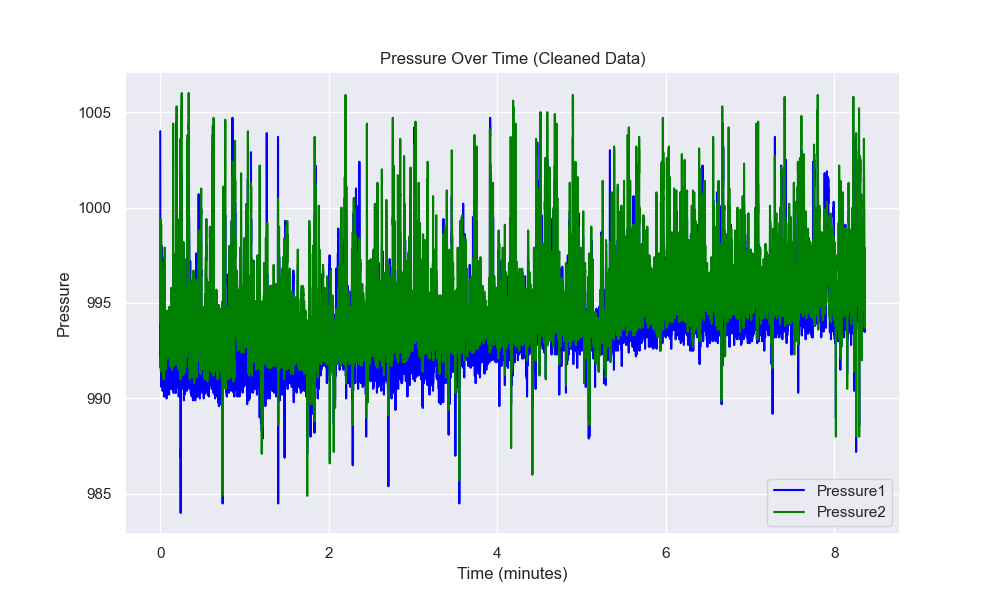 Pressure Over Time (Cleaned Data)
Pressure
1005
1000
995
990
985
0 2 4 6 8
Time (minutes)
Pressure1
Pressure2